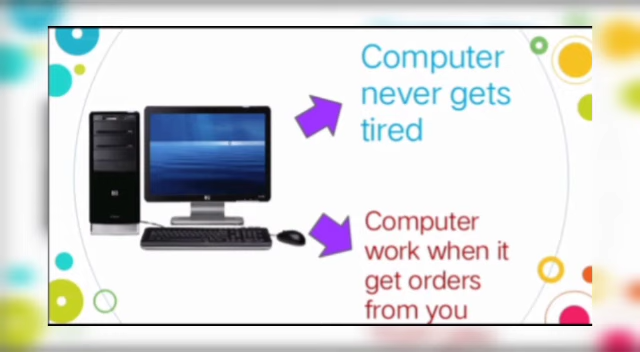 Computer
never gets
tired
Computer
work when it
get orders
from you